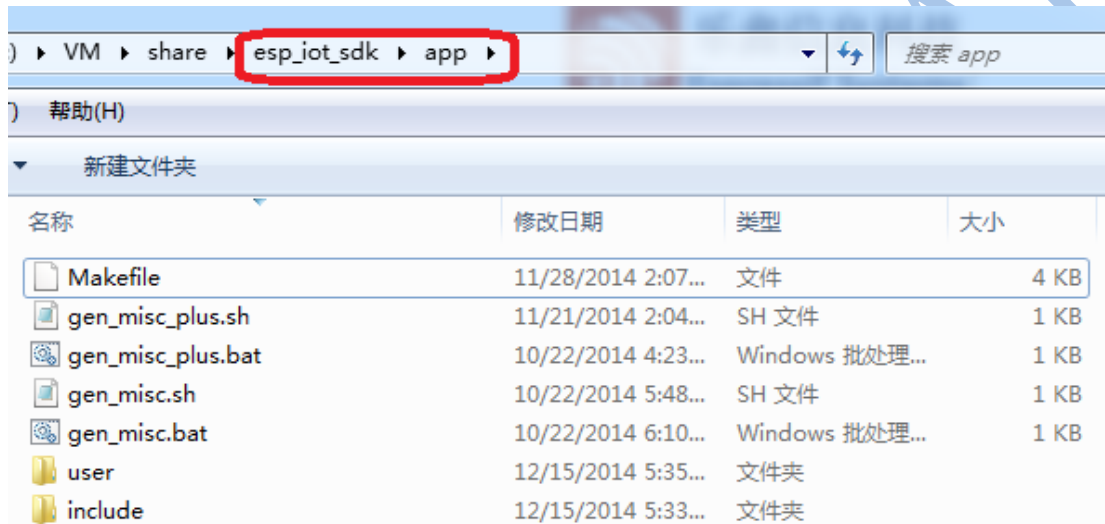 ) ▸ VM ▸ share ▸ esp_iot_sdk ▸ app ▸ 搜索 app
) 帮助(H)
新建文件夹
名称 修改日期 类型 大小
Makefile 11/28/2014 2:07... 文件 4 KB
gen_misc_plus.sh 11/21/2014 2:04... SH 文件 1 KB
gen_misc_plus.bat 10/22/2014 4:23... Windows 批处理... 1 KB
gen_misc.sh 10/22/2014 5:48... SH 文件 1 KB
gen_misc.bat 10/22/2014 6:10... Windows 批处理... 1 KB
user 12/15/2014 5:35... 文件夹
include 12/15/2014 5:33... 文件夹